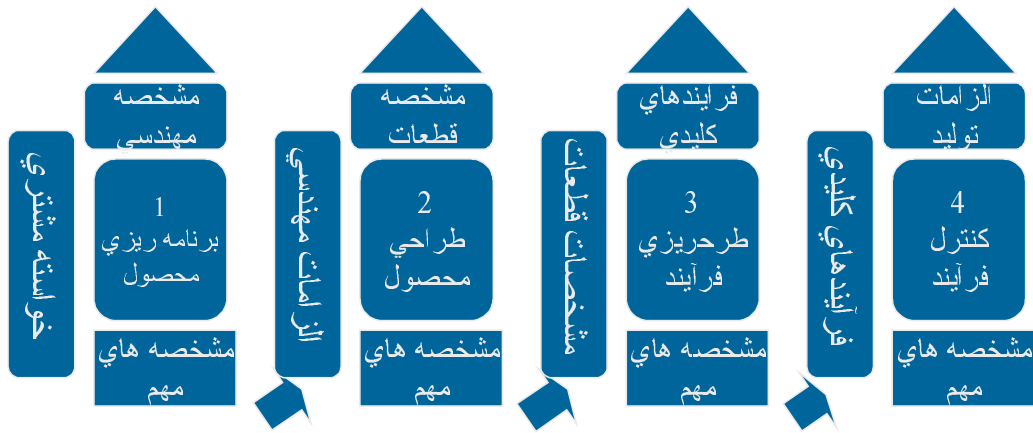 خواسته مشتري
مشخصه
مهندسي
1
برنامه ريزي
محصول
مشخصه هاي
مهم
الزامات مهندسي
مشخصه
قطعات
2
طراحي
محصول
مشخصه هاي
مهم
مشخصات قطعات
فرايندهاي
كليدي
3
طرحريزي
فرآيند
مشخصه هاي
مهم
فرآيندهاي كليدي
الزامات
توليد
4
كنترل
فرآيند
مشخصه هاي
مهم